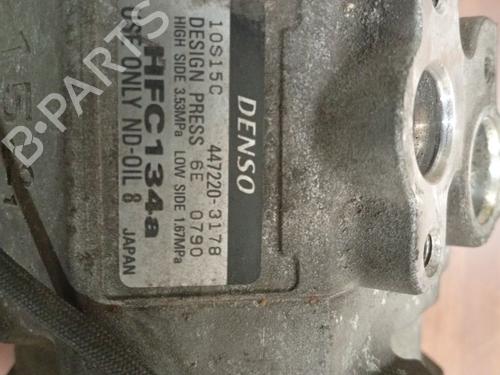 DENSO
10S15C 447220-3178
DESIGN PRESS 6E 0790
HIGH SIDE 3.53MPa LOW SIDE 1.67MPa
HFC134a
USE ONLY ND-OIL 8 JAPAN
B-PARTS